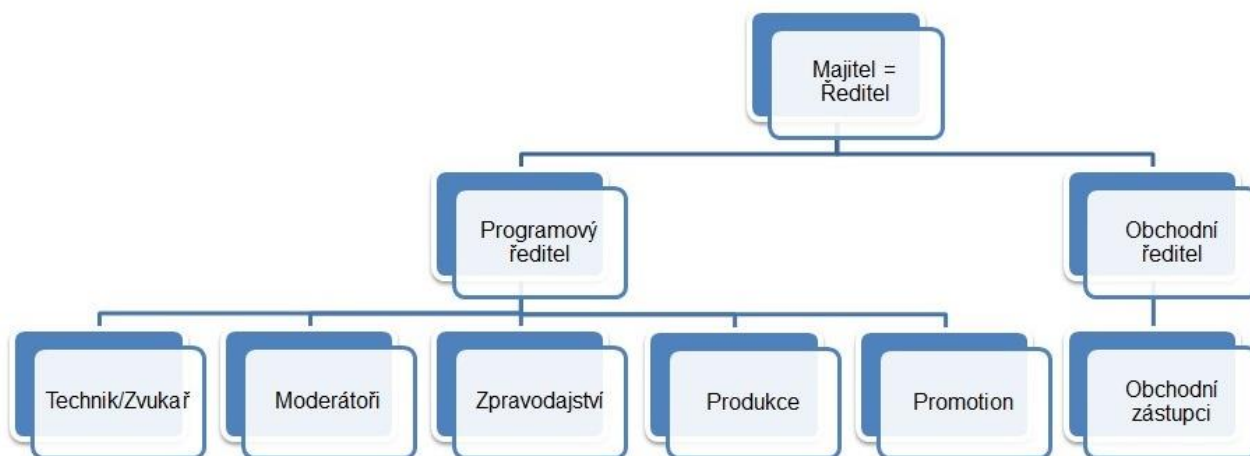 Majitel =
Ředitel
Programový
ředitel
Obchodní
ředitel
Technik/Zvukař
Moderátoři
Zpravodajství
Produkce
Promotion
Obchodní
zástupci